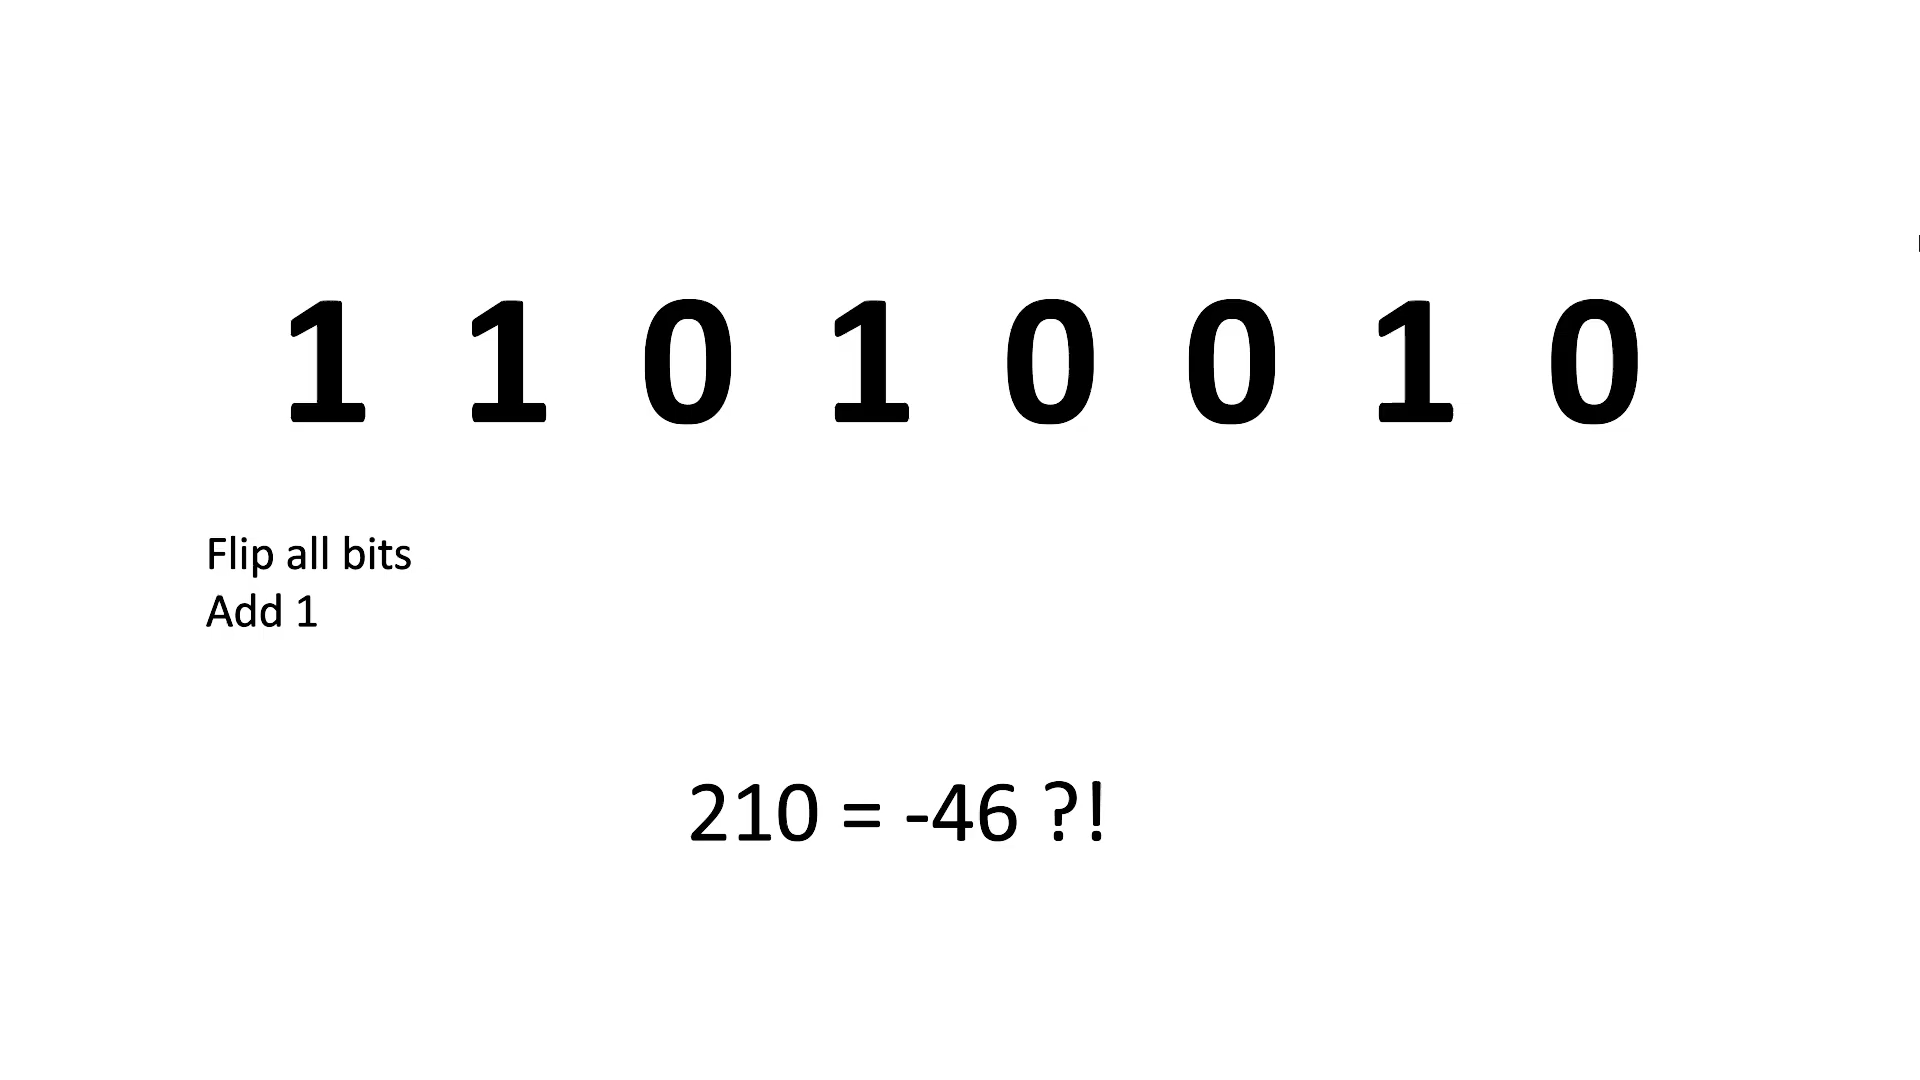 1 1 0 1 0 0 1 0
Flip all bits
Add 1
210 = -46 ?!